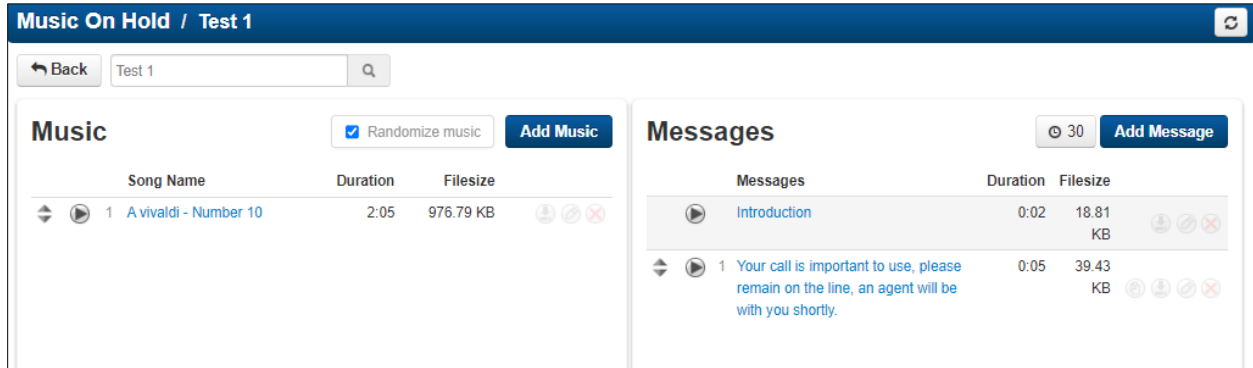 Music On Hold / Test 1
Back
Test 1
Music
Randomize music
Add Music
Song Name Duration Filesize
1 A vivaldi - Number 10 2:05 976.79 KB
Messages
30
Add Message
Messages Duration Filesize
Introduction 0:02 18.81
KB
1 Your call is important to use, please 0:05 39.43
remain on the line, an agent will be KB
with you shortly.